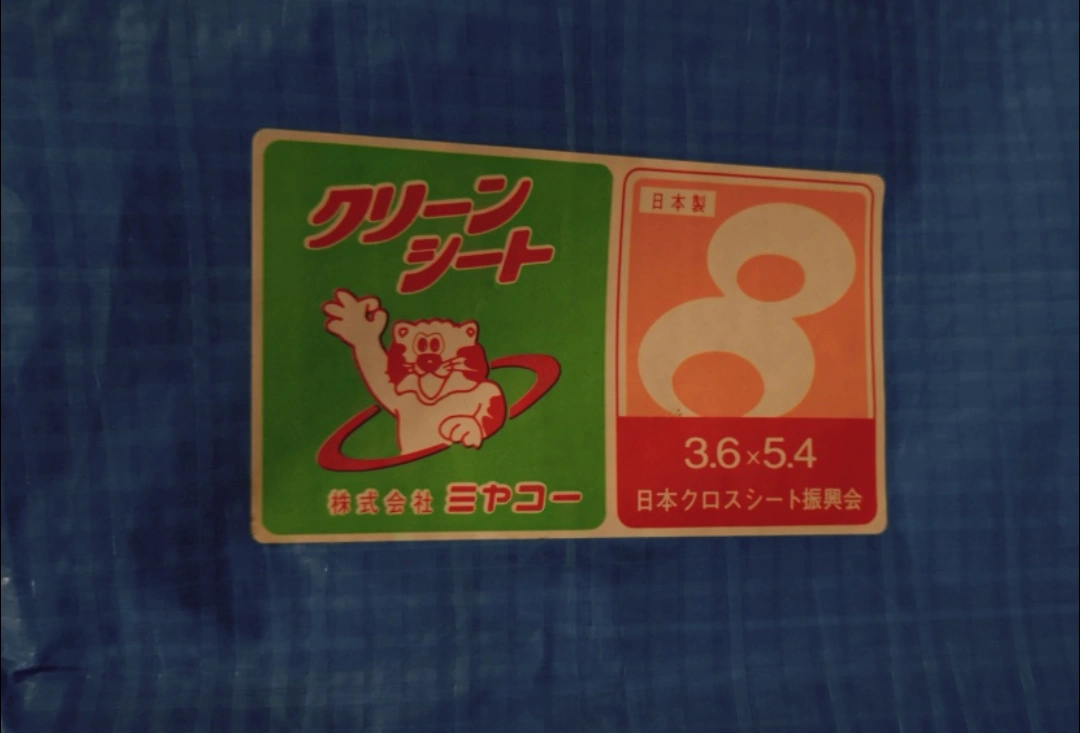 クリーン
シート
株式会社 ミヤコー
日本製
8
3.6×5.4
日本クロスシート振興会